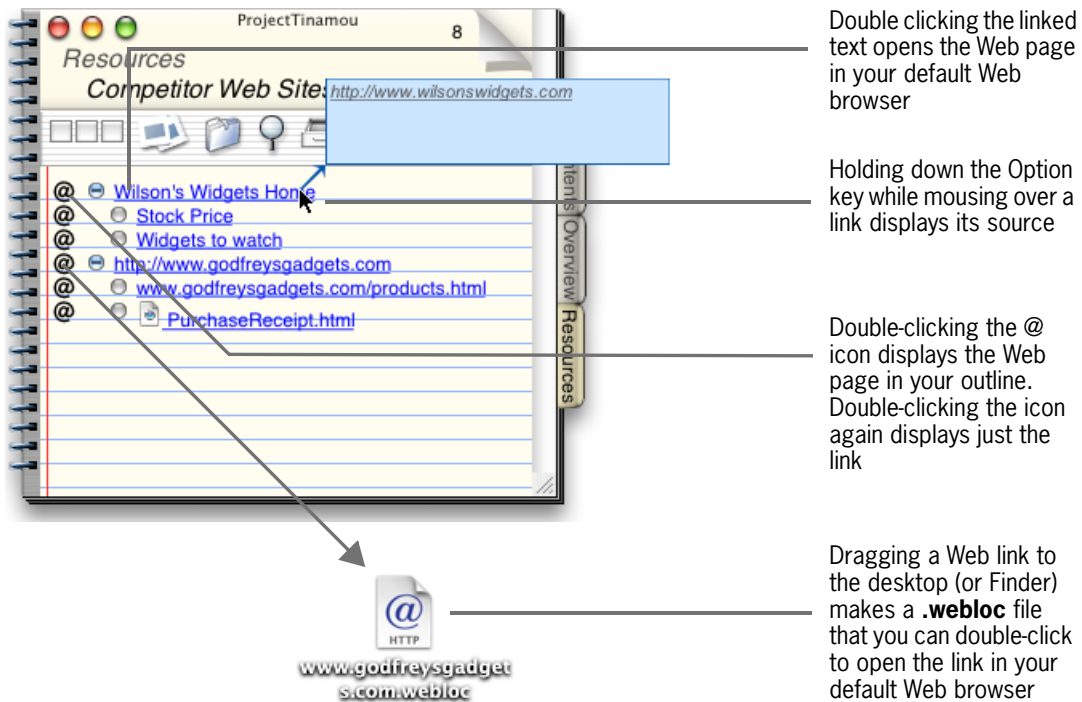 ProjectTinamou
8
Resources
Competitor Web Sites
http://www.wilsonswidgets.com
@ Wilson's Widgets Home
@ Stock Price
@ Widgets to watch
@ http://www.godfreysgadgets.com
@ www.godfreysgadgets.com/products.html
@ PurchaseReceipt.html
ntents
Overview
Resources
@
HTTP
www.godfreysgadget
s.com.webloc
Double clicking the linked
text opens the Web page
in your default Web
browser
Holding down the Option
key while mousing over a
link displays its source
Double-clicking the @
icon displays the Web
page in your outline.
Double-clicking the icon
again displays just the
link
Dragging a Web link to
the desktop (or Finder)
makes a .webloc file
that you can double-click
to open the link in your
default Web browser